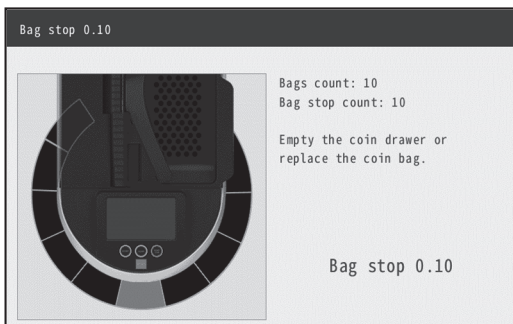 Bag stop 0.10
Bags count: 10
Bag stop count: 10
Empty the coin drawer or
replace the coin bag.
Bag stop 0.10